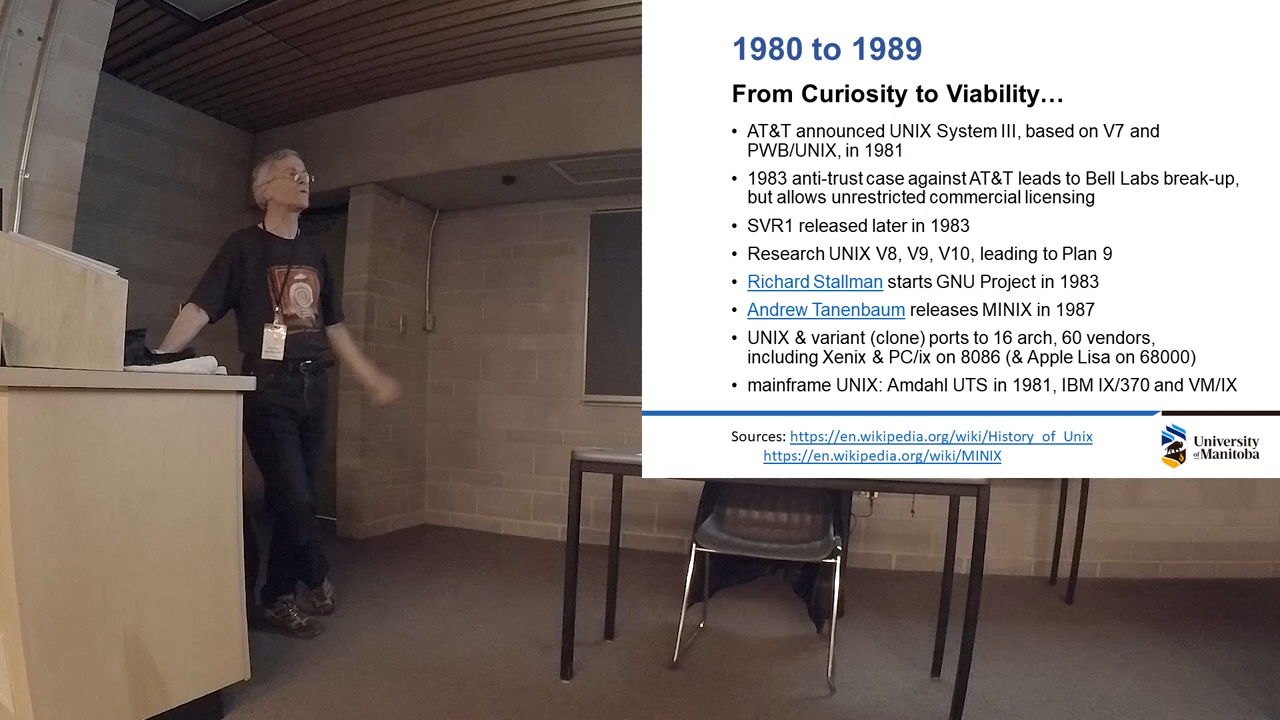 1980 to 1989
From Curiosity to Viability…
• AT&T announced UNIX System III, based on V7 and
PWB/UNIX, in 1981
• 1983 anti-trust case against AT&T leads to Bell Labs break-up,
but allows unrestricted commercial licensing
• SVR1 released later in 1983
• Research UNIX V8, V9, V10, leading to Plan 9
• Richard Stallman starts GNU Project in 1983
• Andrew Tanenbaum releases MINIX in 1987
• UNIX & variant (clone) ports to 16 arch, 60 vendors,
including Xenix & PC/ix on 8086 (& Apple Lisa on 68000)
• mainframe UNIX: Amdahl UTS in 1981, IBM IX/370 and VM/IX
Sources: https://en.wikipedia.org/wiki/History_of_Unix
https://en.wikipedia.org/wiki/MINIX
University
of Manitoba